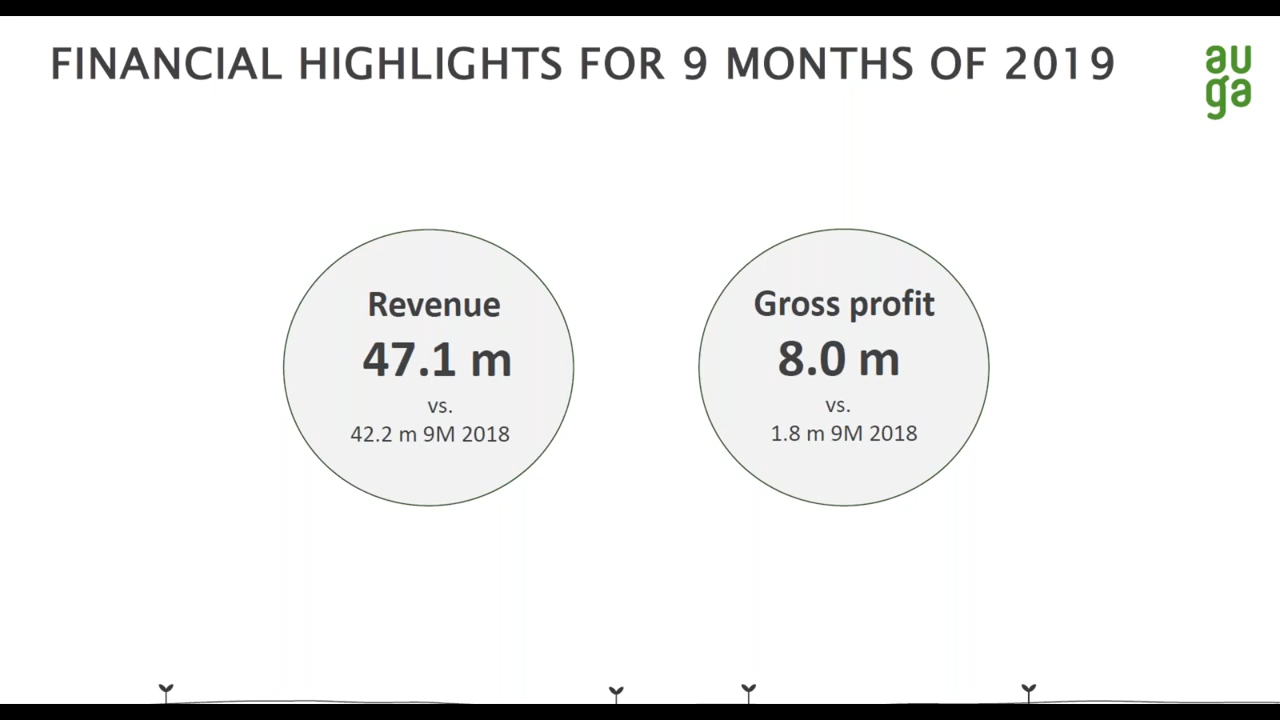 FINANCIAL HIGHLIGHTS FOR 9 MONTHS OF 2019
au
ga
Revenue
47.1 m
vs.
42.2 m 9M 2018
Gross profit
8.0 m
vs.
1.8 m 9M 2018